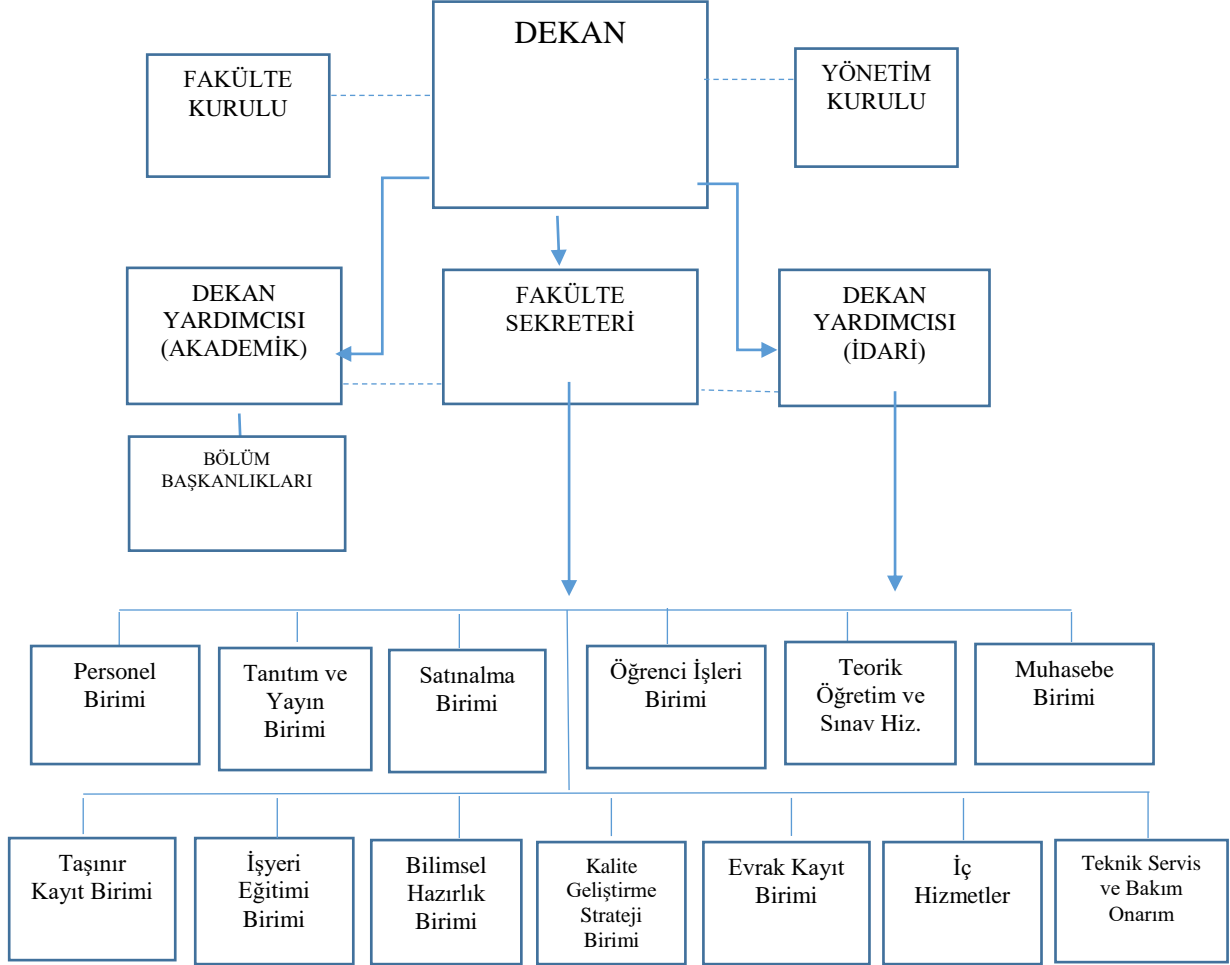 DEKAN
FAKÜLTE
KURULU
YÖNETİM
KURULU
DEKAN
YARDIMCISI
(AKADEMİK)
FAKÜLTE
SEKRETERİ
DEKAN
YARDIMCISI
(İDARİ)
BÖLÜM
BAŞKANLIKLARI
Personel
Birimi
Tanıtım ve
Yayın
Birimi
Satınalma
Birimi
Öğrenci İşleri
Birimi
Teorik
Öğretim ve
Sınav Hiz.
Muhasebe
Birimi
Taşınır
Kayıt Birimi
İşyeri
Eğitimi
Birimi
Bilimsel
Hazırlık
Birimi
Kalite
Geliştirme
Strateji
Birimi
Evrak Kayıt
Birimi
İç
Hizmetler
Teknik Servis
ve Bakım
Onarım